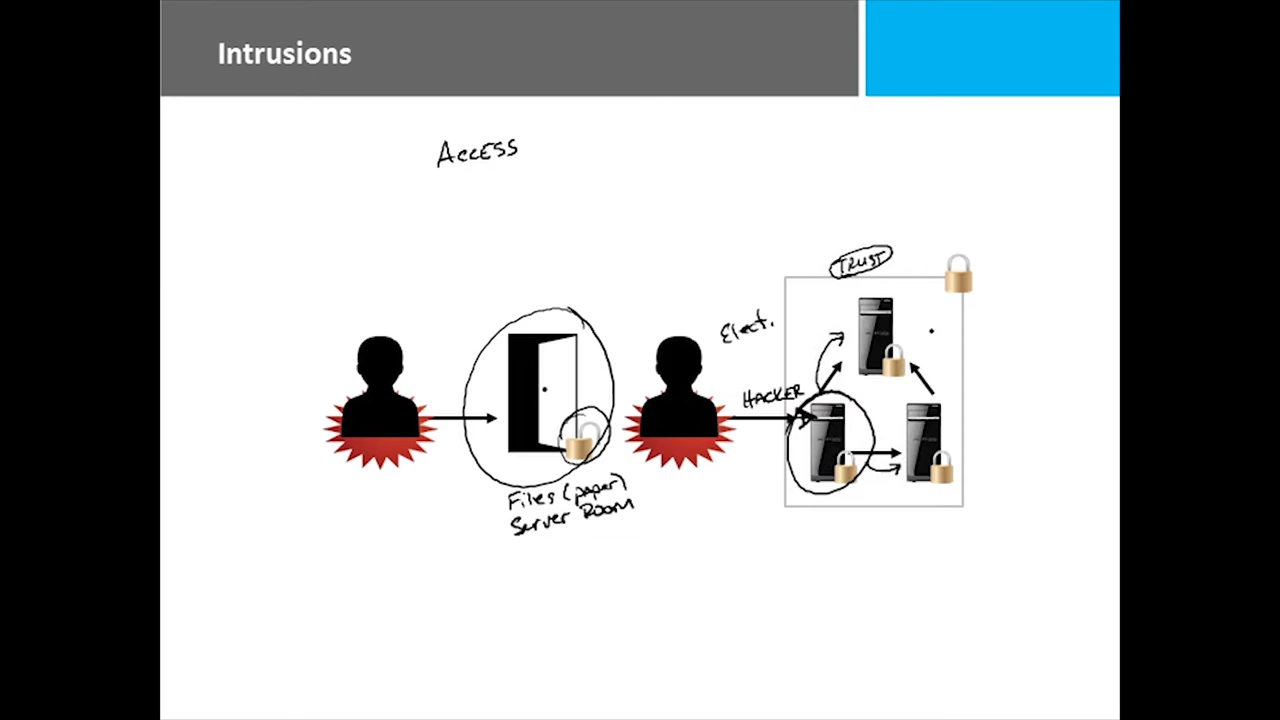 Intrusions
Access
TRUST
Elect.
HACKER
Files (paper)
Server Room